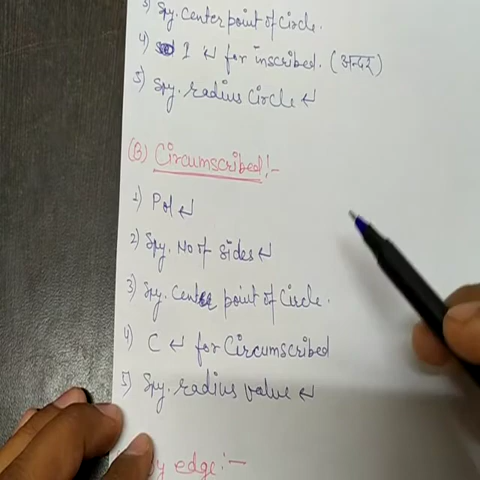 3) Spy. Center point of Circle.
4) I ↵ for inscribed. (अन्दर)
5) Spy. radius Circle ↵
(B) Circumscribed:-
1) Pol ↵
2) Spy. No of sides ↵
3) Spy. Center point of Circle.
4) C ↵ for Circumscribed
5) Spy. radius value ↵
by edge:-